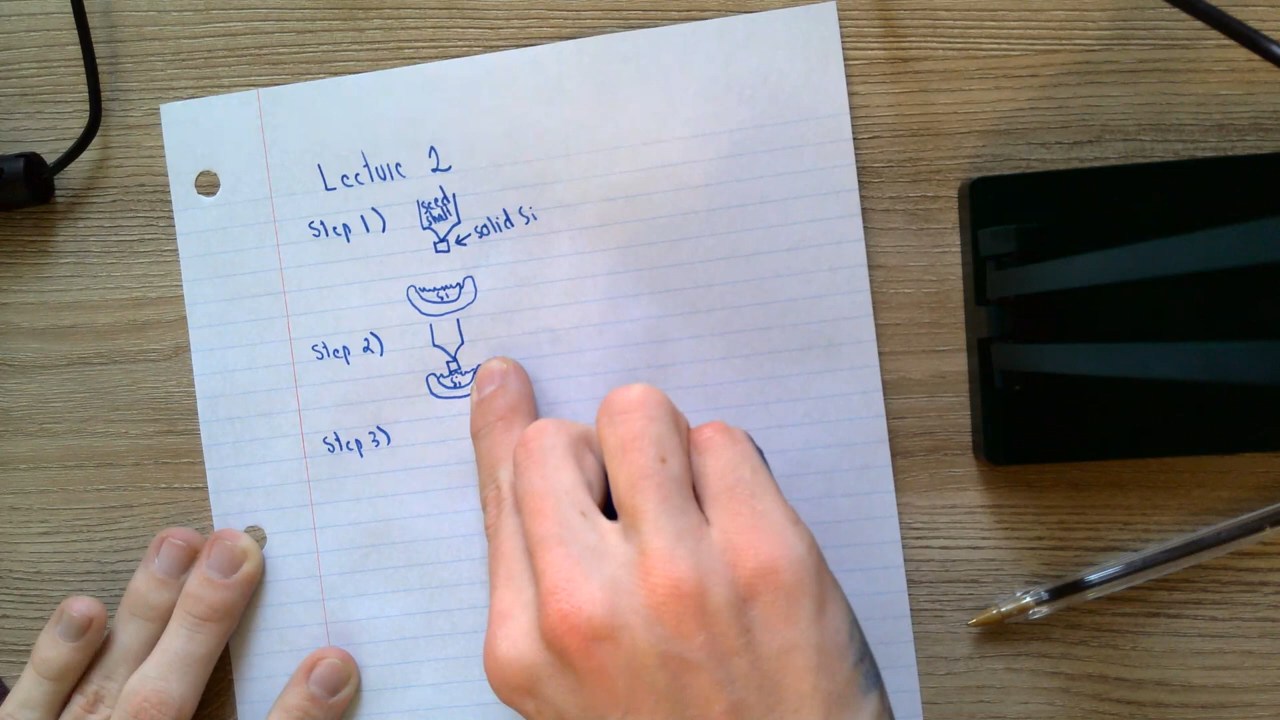 Lecture 2
Step 1)
seed
shaft
solid Si
Si
Step 2)
Si
Step 3)